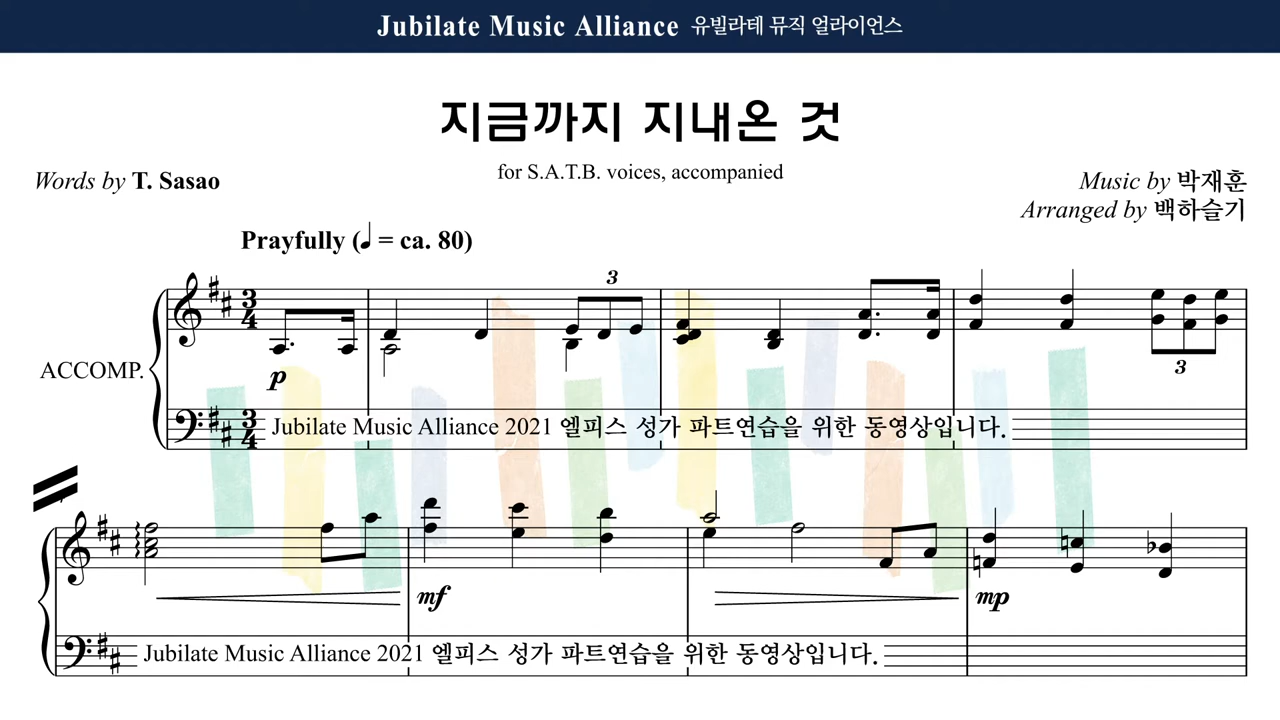 Jubilate Music Alliance 유빌라테 뮤직 얼라이언스
지금까지 지내온 것
for S.A.T.B. voices, accompanied
Words by T. Sasao
Music by 박재훈
Arranged by 백하슬기
Prayfully (♩ = ca. 80)
3
3
4
ACCOMP.
p
3
3
4
Jubilate Music Alliance 2021 엘피스 성가 파트연습을 위한 동영상입니다.
mf
mp
Jubilate Music Alliance 2021 엘피스 성가 파트연습을 위한 동영상입니다.